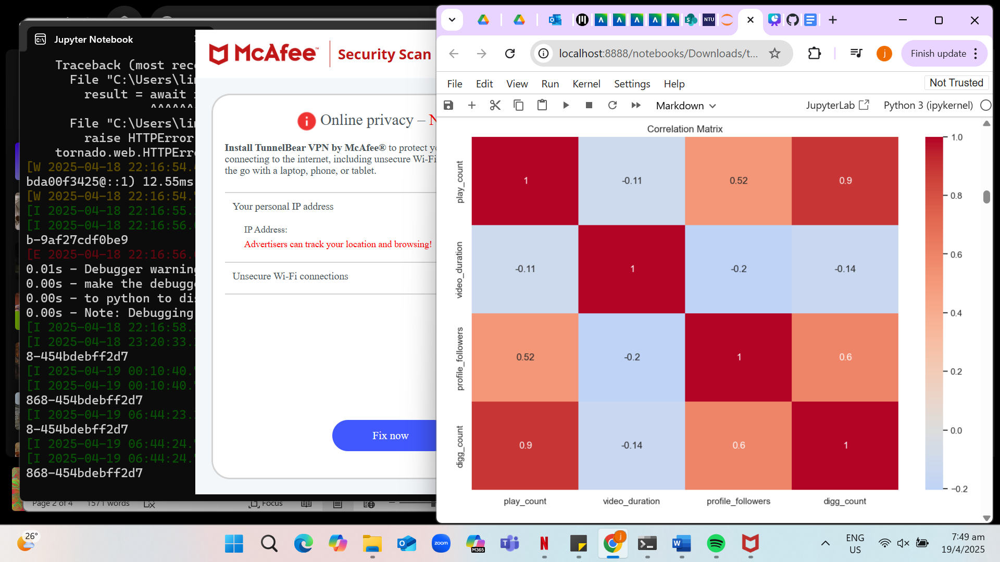 Jupyter Notebook
Traceback (most rec
File "C:\Users\li
result = await
^^^^^^
File "C:\Users\li
raise HTTPError
tornado.web.HTTPErr
[W 2025-04-18 22:16:54.
bda00f3425@::1) 12.55ms
[W 2025-04-18 22:16:54.
[I 2025-04-18 22:16:55.
[I 2025-04-18 22:16:56.
b-9af27cdf0be9
[E 2025-04-18 22:16:56.
0.01s - Debugger warning
0.00s - make the debugge
0.00s - to python to dis
0.00s - Note: Debugging
[I 2025-04-18 22:16:58.
[I 2025-04-18 23:20:33.
8-454bdebff2d7
[I 2025-04-19 00:10:40.
[I 2025-04-19 00:10:40.
868-454bdebff2d7
[I 2025-04-19 06:44:23.
8-454bdebff2d7
[I 2025-04-19 06:44:24.
[I 2025-04-19 06:44:24.
868-454bdebff2d7
Page 2 of 4 1571 words Focus
McAfee™ Security Scan
Online privacy – N
Install TunnelBear VPN by McAfee® to protect y
connecting to the internet, including unsecure Wi-Fi
the go with a laptop, phone, or tablet.
Your personal IP address
IP Address:
Advertisers can track your location and browsing!
Unsecure Wi-Fi connections
Fix now
NTU
localhost:8888/notebooks/Downloads/t...
j
Finish update
File Edit View Run Kernel Settings Help
Not Trusted
Markdown
JupyterLab
Python 3 (ipykernel)
Correlation Matrix
play_count 1 -0.11 0.52 0.9
video_duration -0.11 1 -0.2 -0.14
profile_followers 0.52 -0.2 1 0.6
digg_count 0.9 -0.14 0.6 1
play_count video_duration profile_followers digg_count
1.0
0.8
0.6
0.4
0.2
0.0
−0.2
26°
zoom
M365
j
ENG
US
7:49 am
19/4/2025